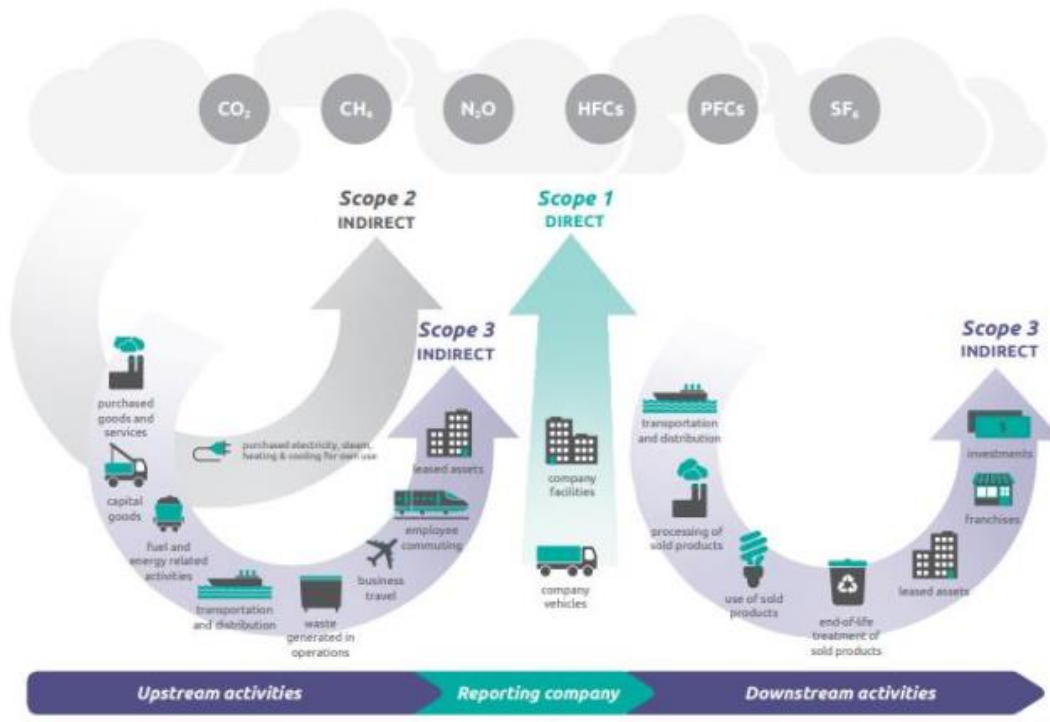 CO₂
CH₄
N₂O
HFCs
PFCs
SF₆
Scope 2
INDIRECT
Scope 1
DIRECT
Scope 3
INDIRECT
Scope 3
INDIRECT
purchased
goods and
services
capital
goods
fuel and
energy related
activities
purchased electricity, steam,
heating & cooling for own use
transportation
and distribution
waste
generated in
operations
business
travel
employee
commuting
leased assets
company
facilities
company
vehicles
transportation
and distribution
processing of
sold products
use of sold
products
end-of-life
treatment of
sold products
leased assets
franchises
$
investments
Upstream activities
Reporting company
Downstream activities